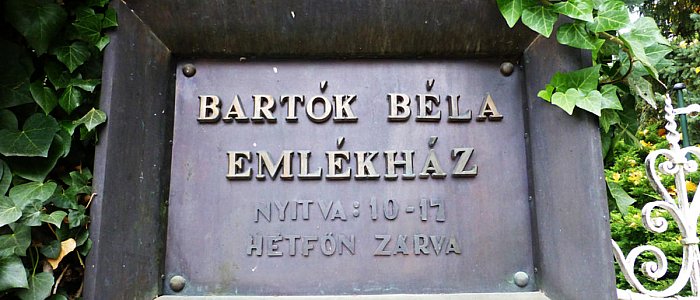 BARTÓK BÉLA
EMLÉKHÁZ
NYITVA: 10-17
HÉTFŐN ZÁRVA